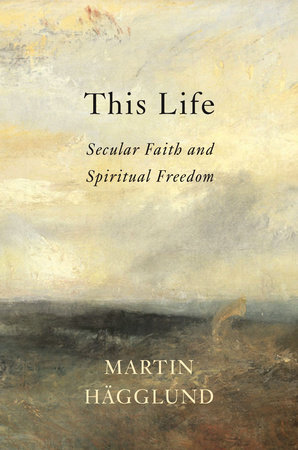 This Life
Secular Faith and
Spiritual Freedom
MARTIN
HÄGGLUND